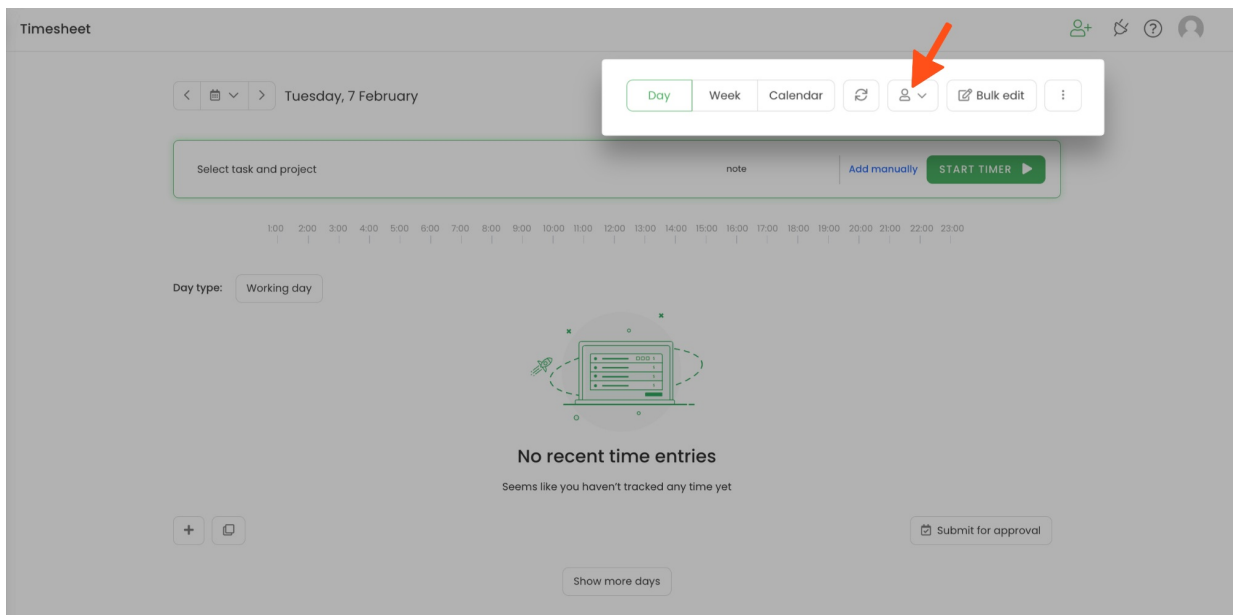 Timesheet
Tuesday, 7 February
Day Week Calendar Bulk edit
Select task and project note Add manually START TIMER
1:00 2:00 3:00 4:00 5:00 6:00 7:00 8:00 9:00 10:00 11:00 12:00 13:00 14:00 15:00 16:00 17:00 18:00 19:00 20:00 21:00 22:00 23:00
Day type: Working day
No recent time entries
Seems like you haven't tracked any time yet
Submit for approval
Show more days